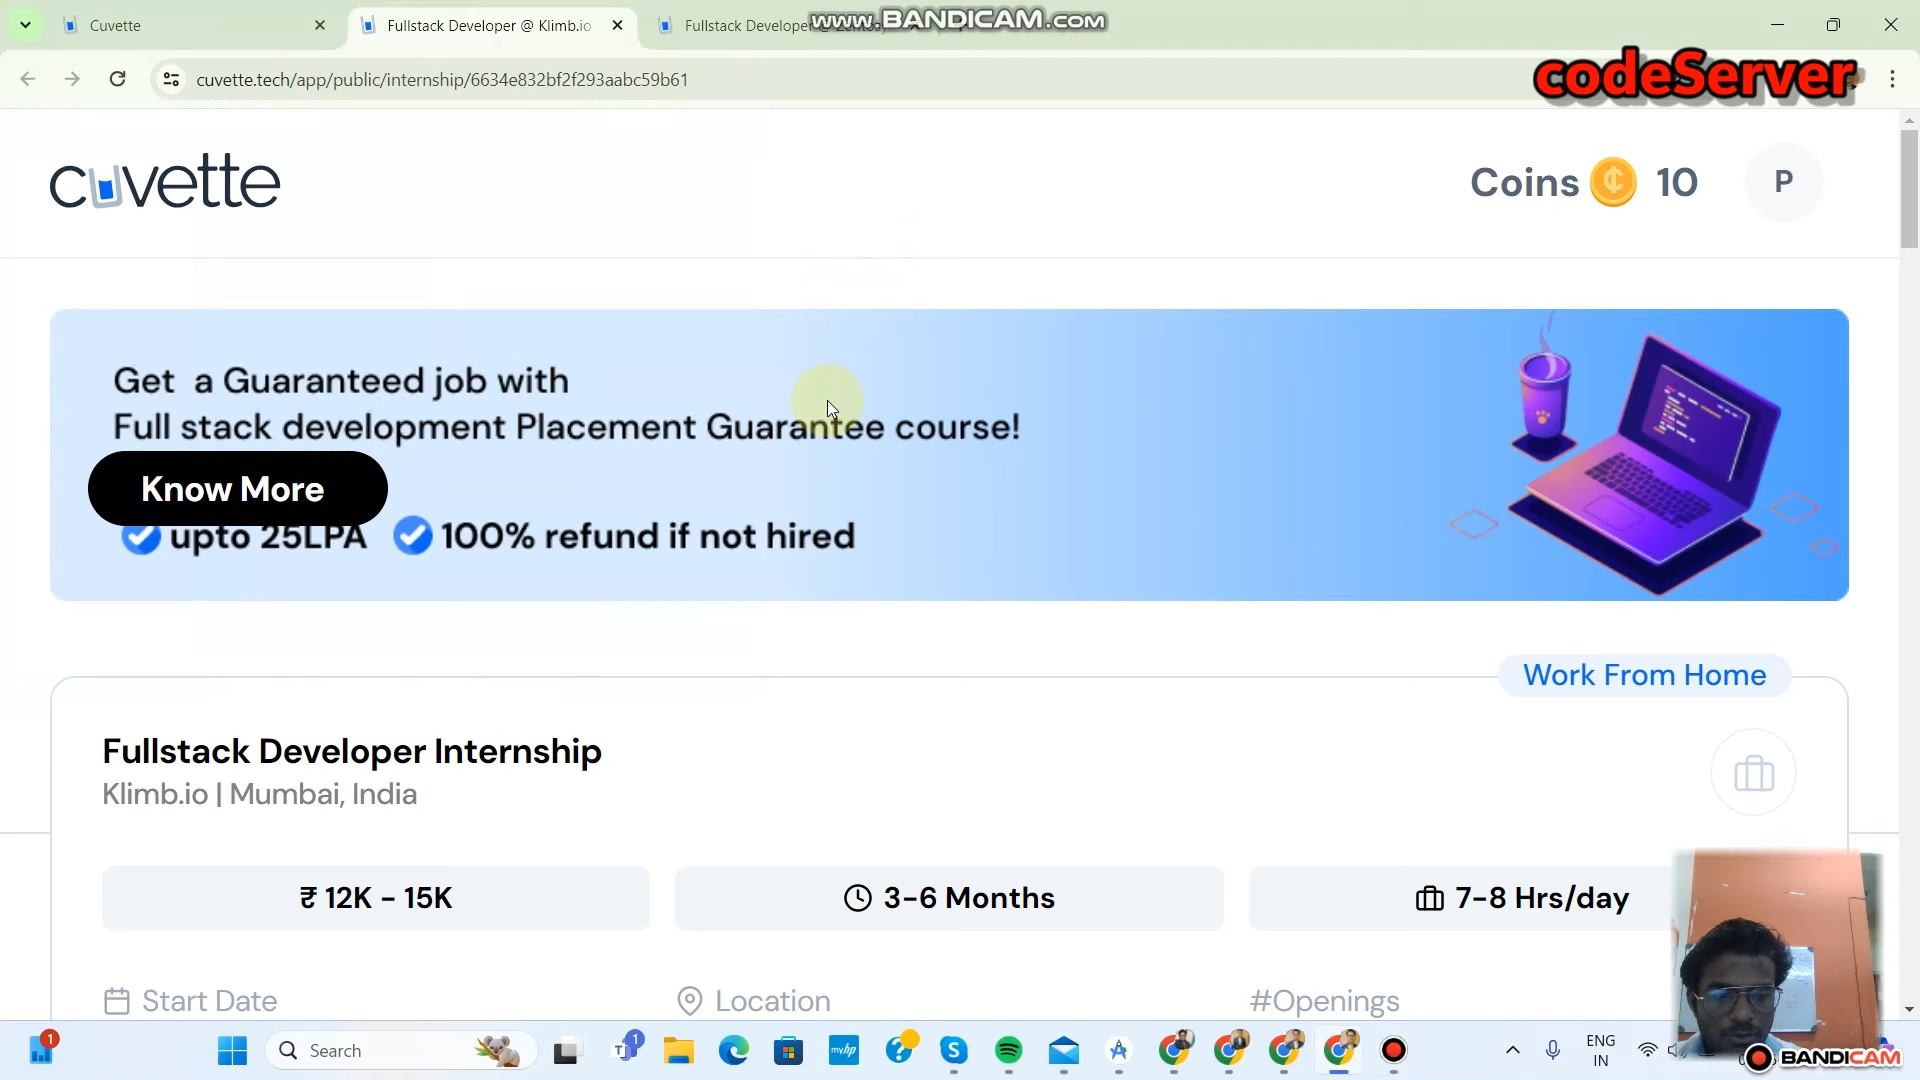 Cuvette
Fullstack Developer @ Klimb.io
Fullstack Developer @
www.BANDICAM.com
cuvette.tech/app/public/internship/6634e832bf2f293aabc59b61
codeServer
cuvette
Coins ₵ 10
P
Get a Guaranteed job with
Full stack development Placement Guarantee course!
Know More
upto 25LPA 100% refund if not hired
Work From Home
Fullstack Developer Internship
Klimb.io | Mumbai, India
₹ 12K - 15K
3-6 Months
7-8 Hrs/day
Start Date
Location
#Openings
1
Search
1
myhp
ENG
IN
BANDICAM